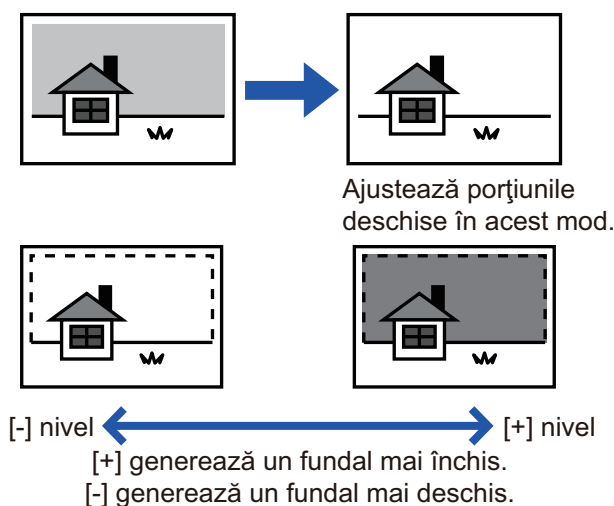 Ajustează porţiunile
deschise în acest mod.
[-] nivel [+] nivel
[+] generează un fundal mai închis.
[-] generează un fundal mai deschis.